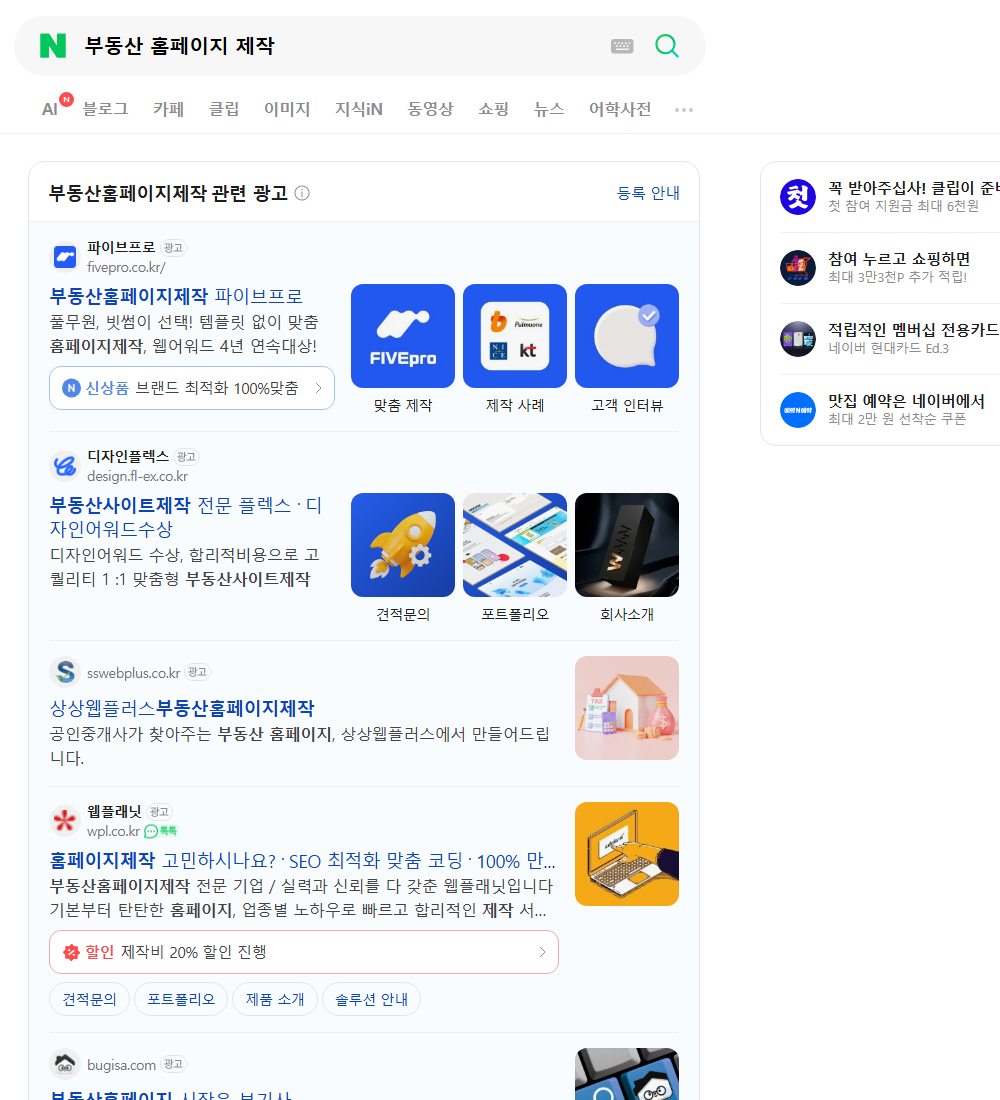 부동산 홈페이지 제작
AI N 블로그 카페 클립 이미지 지식iN 동영상 쇼핑 뉴스 어학사전
부동산홈페이지제작 관련 광고
등록 안내
파이브프로 광고
fivepro.co.kr/
부동산홈페이지제작 파이브프로
풀무원, 빗썸이 선택! 템플릿 없이 맞춤
홈페이지제작, 웹어워드 4년 연속대상!
N 신상품 브랜드 최적화 100%맞춤
FIVEpro
Pulmuone
NICE
kt
맞춤 제작
제작 사례
고객 인터뷰
디자인플렉스 광고
design.fl-ex.co.kr
부동산사이트제작 전문 플렉스 · 디
자인어워드수상
디자인어워드 수상, 합리적비용으로 고
퀄리티 1 :1 맞춤형 부동산사이트제작
견적문의
포트폴리오
회사소개
sswebplus.co.kr 광고
상상웹플러스부동산홈페이지제작
공인중개사가 찾아주는 부동산 홈페이지, 상상웹플러스에서 만들어드립
니다.
TAX
웹플래닛 광고
wpl.co.kr 톡톡
홈페이지제작 고민하시나요? · SEO 최적화 맞춤 코딩 · 100% 만...
부동산홈페이지제작 전문 기업 / 실력과 신뢰를 다 갖춘 웹플래닛입니다
기본부터 탄탄한 홈페이지, 업종별 노하우로 빠르고 합리적인 제작 서...
할인 제작비 20% 할인 진행
견적문의
포트폴리오
제품 소개
솔루션 안내
bugisa.com 광고
부동산홈페이지 시작은 부기사
첫
꼭 받아주십사! 클립이 준비
첫 참여 지원금 최대 6천원
참여 누르고 쇼핑하면
최대 3만3천P 추가 적립!
적립적인 멤버십 전용카드
네이버 현대카드 Ed.3
예약N예약
맛집 예약은 네이버에서
최대 2만 원 선착순 쿠폰